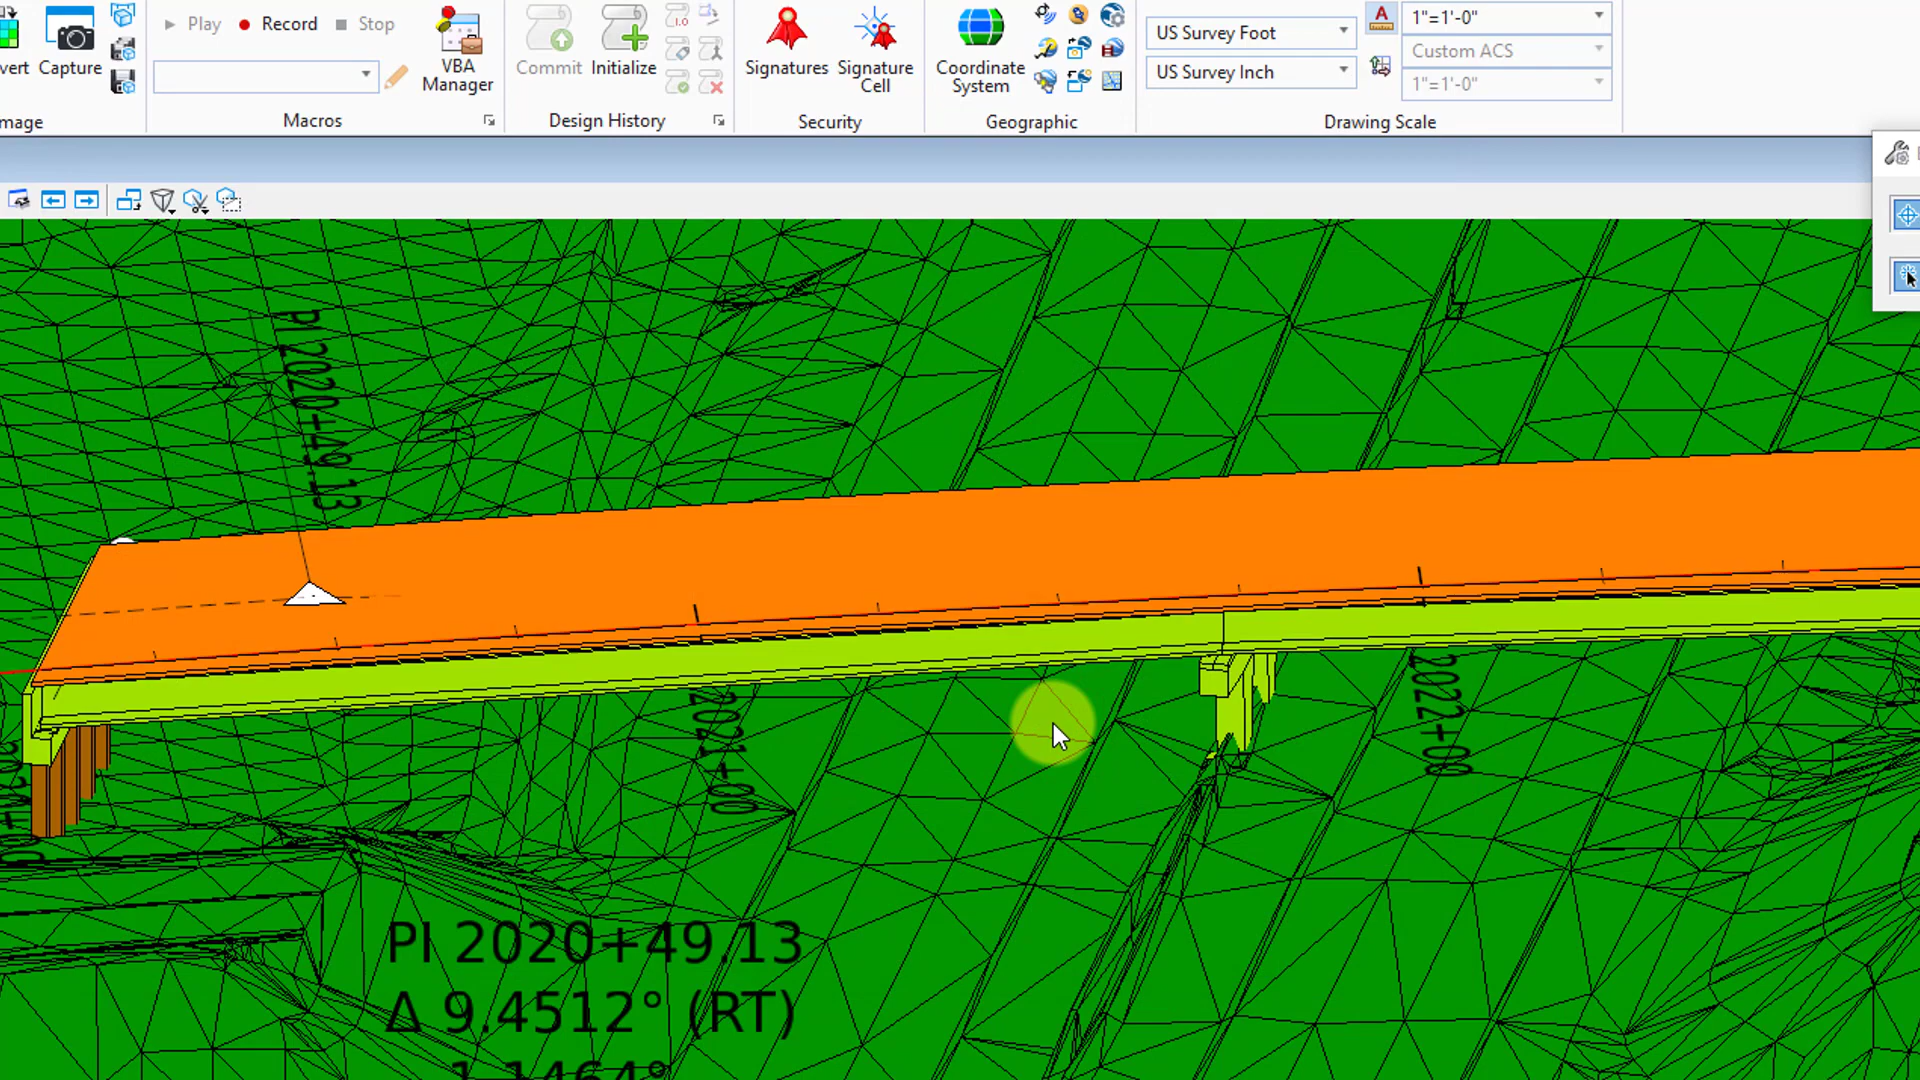 Play Record Stop
vert Capture
VBA Manager
Commit Initialize
Signatures Signature Cell
Coordinate System
US Survey Foot
US Survey Inch
1"=1'-0"
Custom ACS
1"=1'-0"
mage Macros Design History Security Geographic Drawing Scale
PI 2020+49.13
2021+00
2022+00
PI 2020+49.13
Δ 9.4512° (RT)
1.1464°